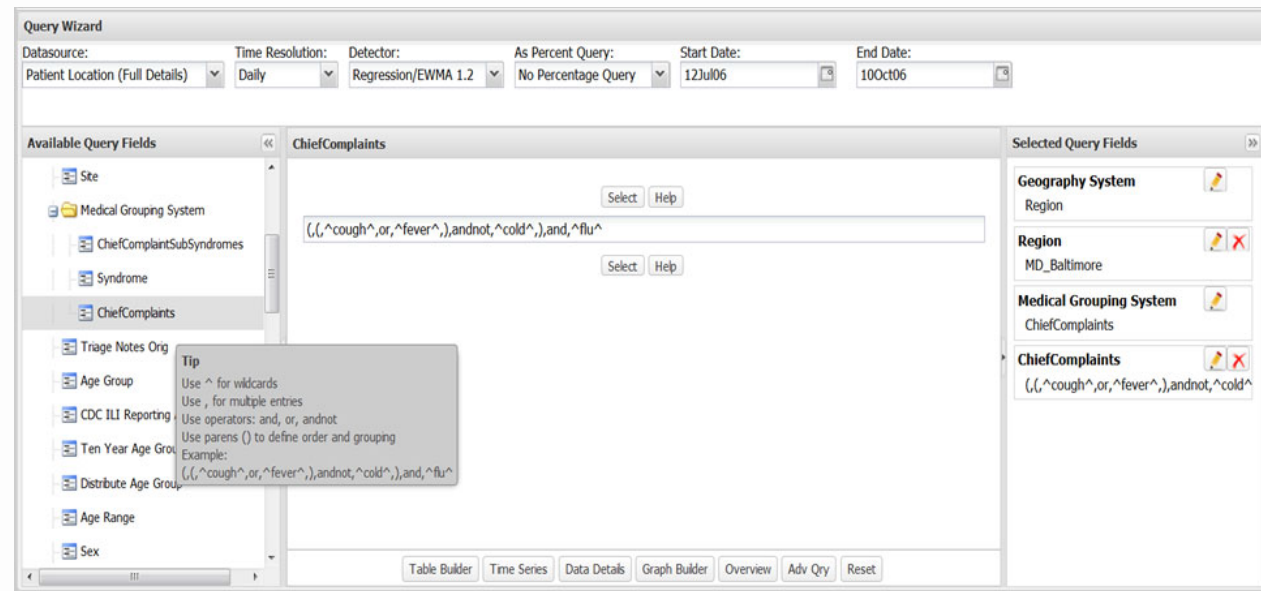 Query Wizard
Datasource: Time Resolution: Detector: As Percent Query: Start Date: End Date:
Patient Location (Full Details) Daily Regression/EWMA 1.2 No Percentage Query 12Jul06 10Oct06
Available Query Fields
Site
Medical Grouping System
ChiefComplaintSubSyndromes
Syndrome
ChiefComplaints
Triage Notes Orig
Age Group
CDC ILI Reporting
Ten Year Age Grou
Distribute Age Group
Age Range
Sex
Tip
Use ^ for wildcards
Use , for multiple entries
Use operators: and, or, andnot
Use parens () to define order and grouping
Example:
(,(,^cough^,or,^fever^,),andnot,^cold^,),and,^flu^
ChiefComplaints
Select Help
(,(,^cough^,or,^fever^,),andnot,^cold^,),and,^flu^
Select Help
Table Builder Time Series Data Details Graph Builder Overview Adv Qry Reset
Selected Query Fields
Geography System
Region
Region
MD_Baltimore
Medical Grouping System
ChiefComplaints
ChiefComplaints
(,(,^cough^,or,^fever^,),andnot,^cold^